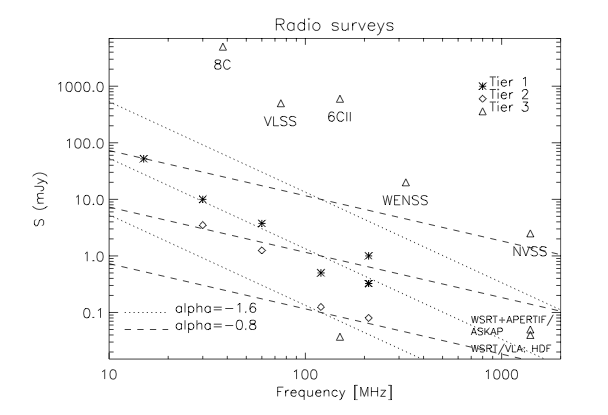 Radio surveys
8C
VLSS
6CII
WENSS
NVSS
Tier 1
Tier 2
Tier 3
1000.0
100.0
10.0
1.0
0.1
S (mJy)
alpha=−1.6
alpha=−0.8
WSRT+APERTIF/
ASKAP
WSRT/VLA: HDF
10
100
1000
Frequency [MHz]